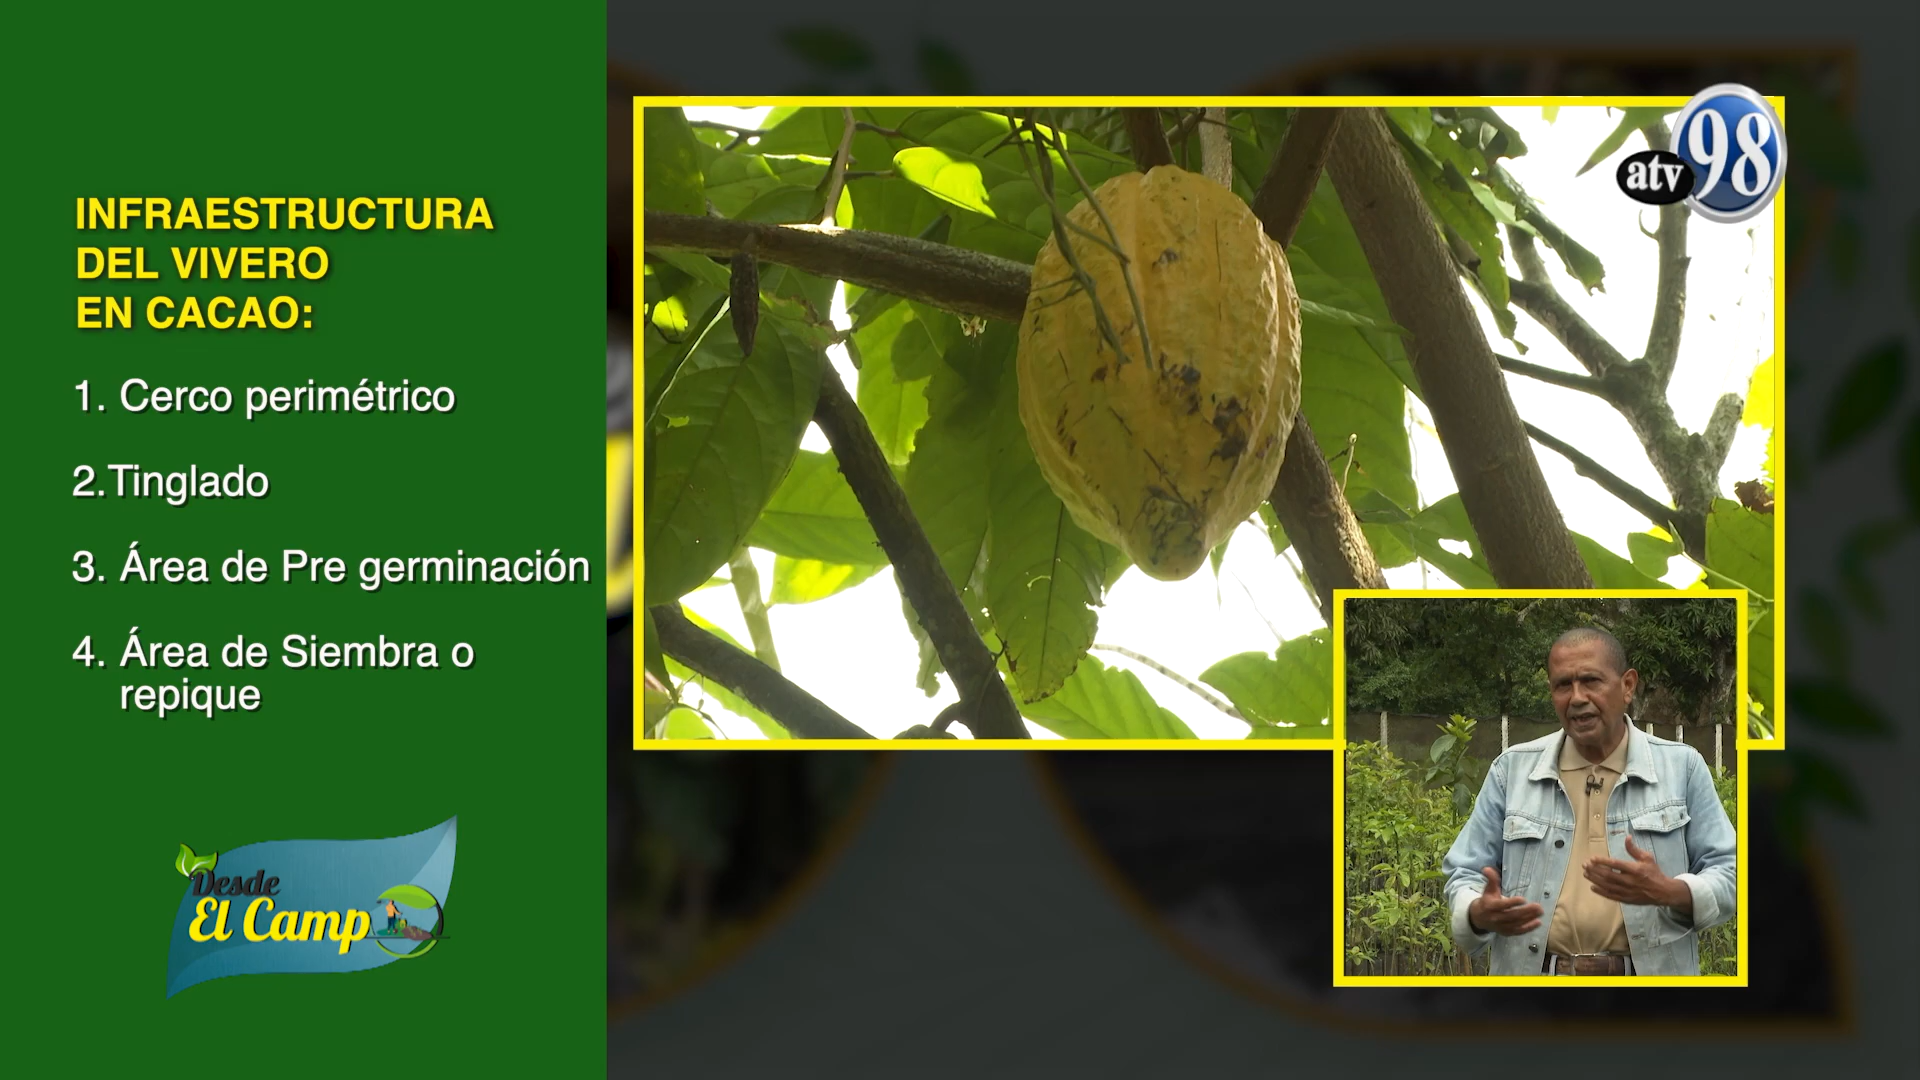 INFRAESTRUCTURA
DEL VIVERO
EN CACAO:
1. Cerco perimétrico
2.Tinglado
3. Área de Pre germinación
4. Área de Siembra o
repique
Desde
El Camp
atv 98